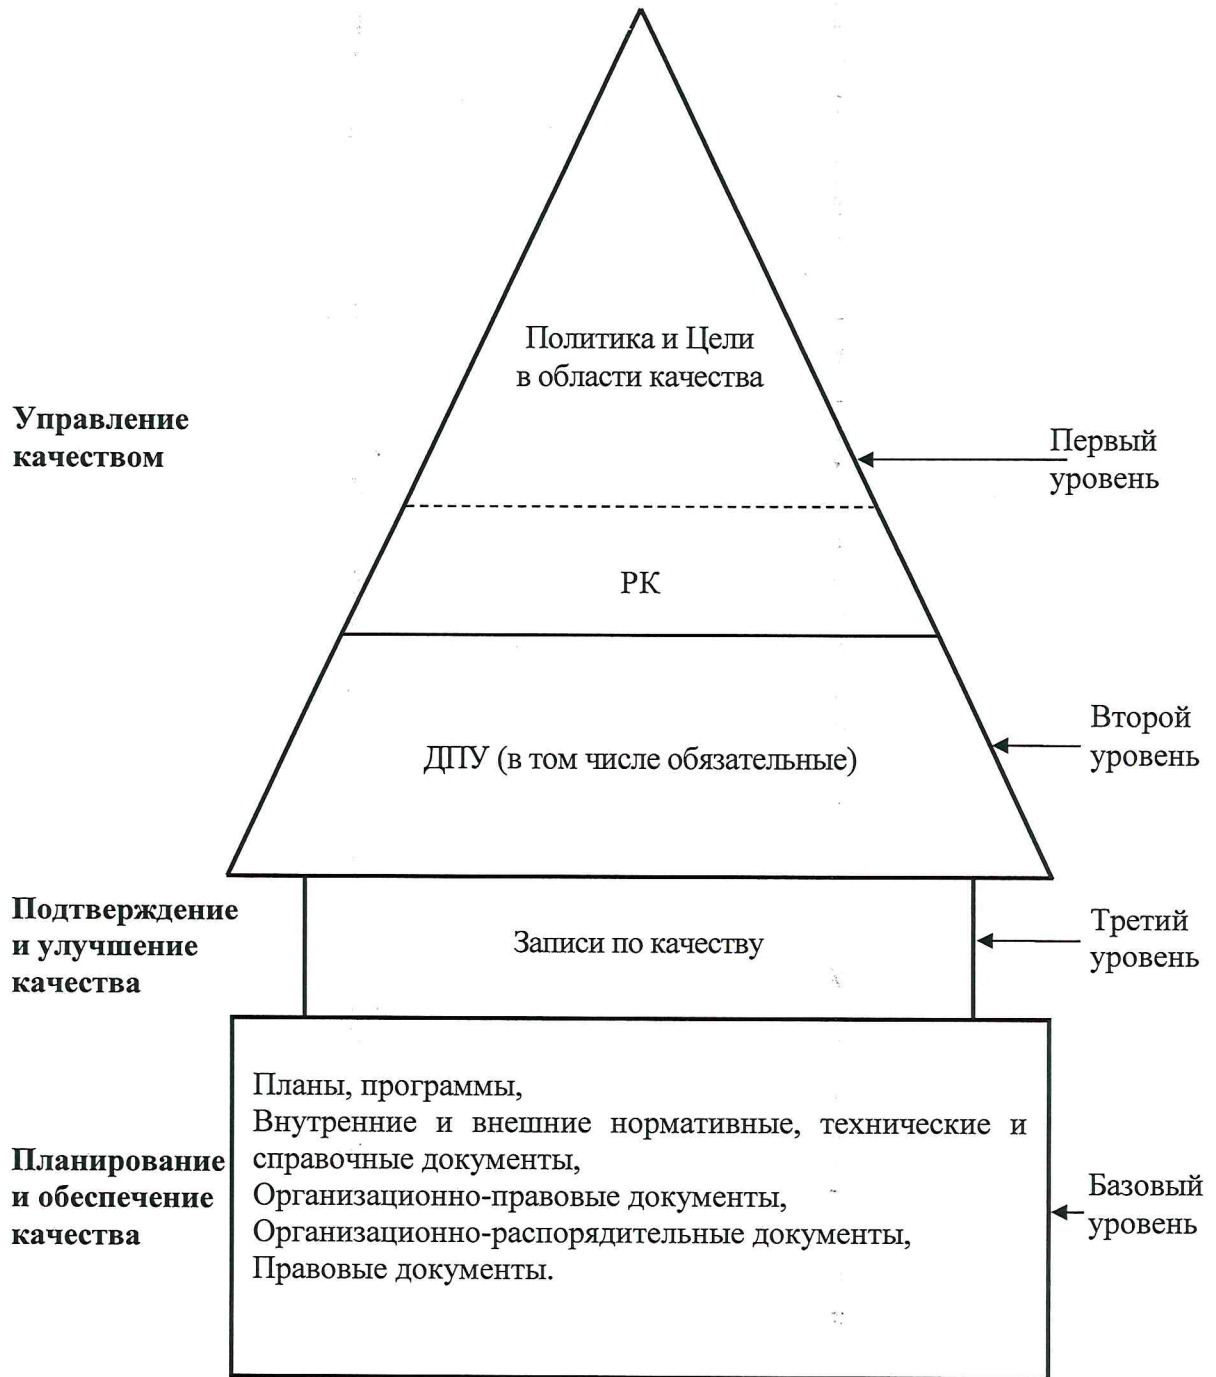 Политика и Цели
в области качества
Управление
качеством
Первый
уровень
РК
Второй
уровень
ДПУ (в том числе обязательные)
Подтверждение
и улучшение
качества
Записи по качеству
Третий
уровень
Планы, программы,
Внутренние и внешние нормативные, технические и
справочные документы,
Организационно-правовые документы,
Организационно-распорядительные документы,
Правовые документы.
Планирование
и обеспечение
качества
Базовый
уровень